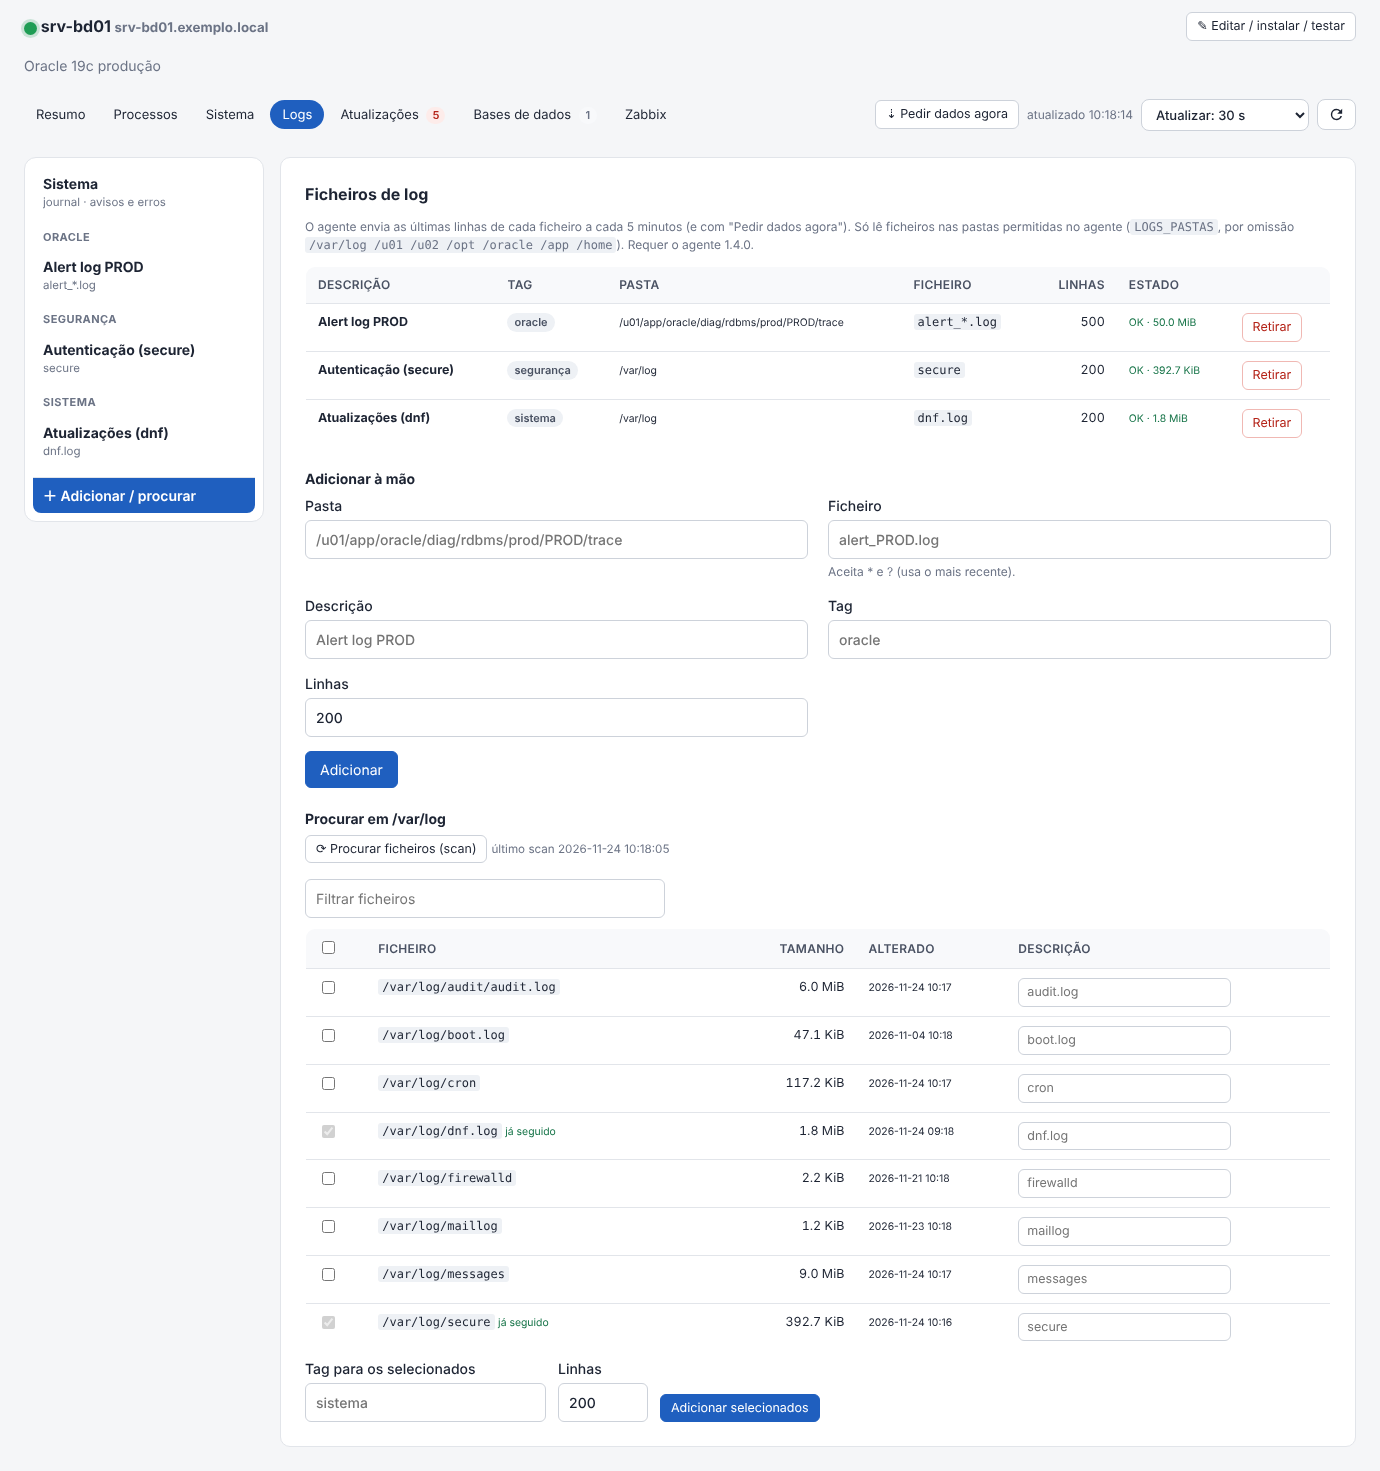 srv-bd01 srv-bd01.exemplo.local
✎ Editar / instalar / testar
Oracle 19c produção
Resumo Processos Sistema Logs Atualizações 5 Bases de dados 1 Zabbix
↓ Pedir dados agora atualizado 10:18:14 Atualizar: 30 s
Sistema
journal · avisos e erros
ORACLE
Alert log PROD
alert_*.log
SEGURANÇA
Autenticação (secure)
secure
SISTEMA
Atualizações (dnf)
dnf.log
+ Adicionar / procurar
Ficheiros de log
O agente envia as últimas linhas de cada ficheiro a cada 5 minutos (e com "Pedir dados agora"). Só lê ficheiros nas pastas permitidas no agente ( LOGS_PASTAS , por omissão
/var/log /u01 /u02 /opt /oracle /app /home ). Requer o agente 1.4.0.
DESCRIÇÃO TAG PASTA FICHEIRO LINHAS ESTADO
Alert log PROD oracle /u01/app/oracle/diag/rdbms/prod/PROD/trace alert_*.log 500 OK · 50.0 MiB Retirar
Autenticação (secure) segurança /var/log secure 200 OK · 392.7 KiB Retirar
Atualizações (dnf) sistema /var/log dnf.log 200 OK · 1.8 MiB Retirar
Adicionar à mão
Pasta Ficheiro
/u01/app/oracle/diag/rdbms/prod/PROD/trace alert_PROD.log
Aceita * e ? (usa o mais recente).
Descrição Tag
Alert log PROD oracle
Linhas
200
Adicionar
Procurar em /var/log
⟳ Procurar ficheiros (scan) último scan 2026-11-24 10:18:05
Filtrar ficheiros
FICHEIRO TAMANHO ALTERADO DESCRIÇÃO
/var/log/audit/audit.log 6.0 MiB 2026-11-24 10:17 audit.log
/var/log/boot.log 47.1 KiB 2026-11-04 10:18 boot.log
/var/log/cron 117.2 KiB 2026-11-24 10:17 cron
/var/log/dnf.log já seguido 1.8 MiB 2026-11-24 09:18 dnf.log
/var/log/firewalld 2.2 KiB 2026-11-21 10:18 firewalld
/var/log/maillog 1.2 KiB 2026-11-23 10:18 maillog
/var/log/messages 9.0 MiB 2026-11-24 10:17 messages
/var/log/secure já seguido 392.7 KiB 2026-11-24 10:16 secure
Tag para os selecionados Linhas
sistema 200 Adicionar selecionados